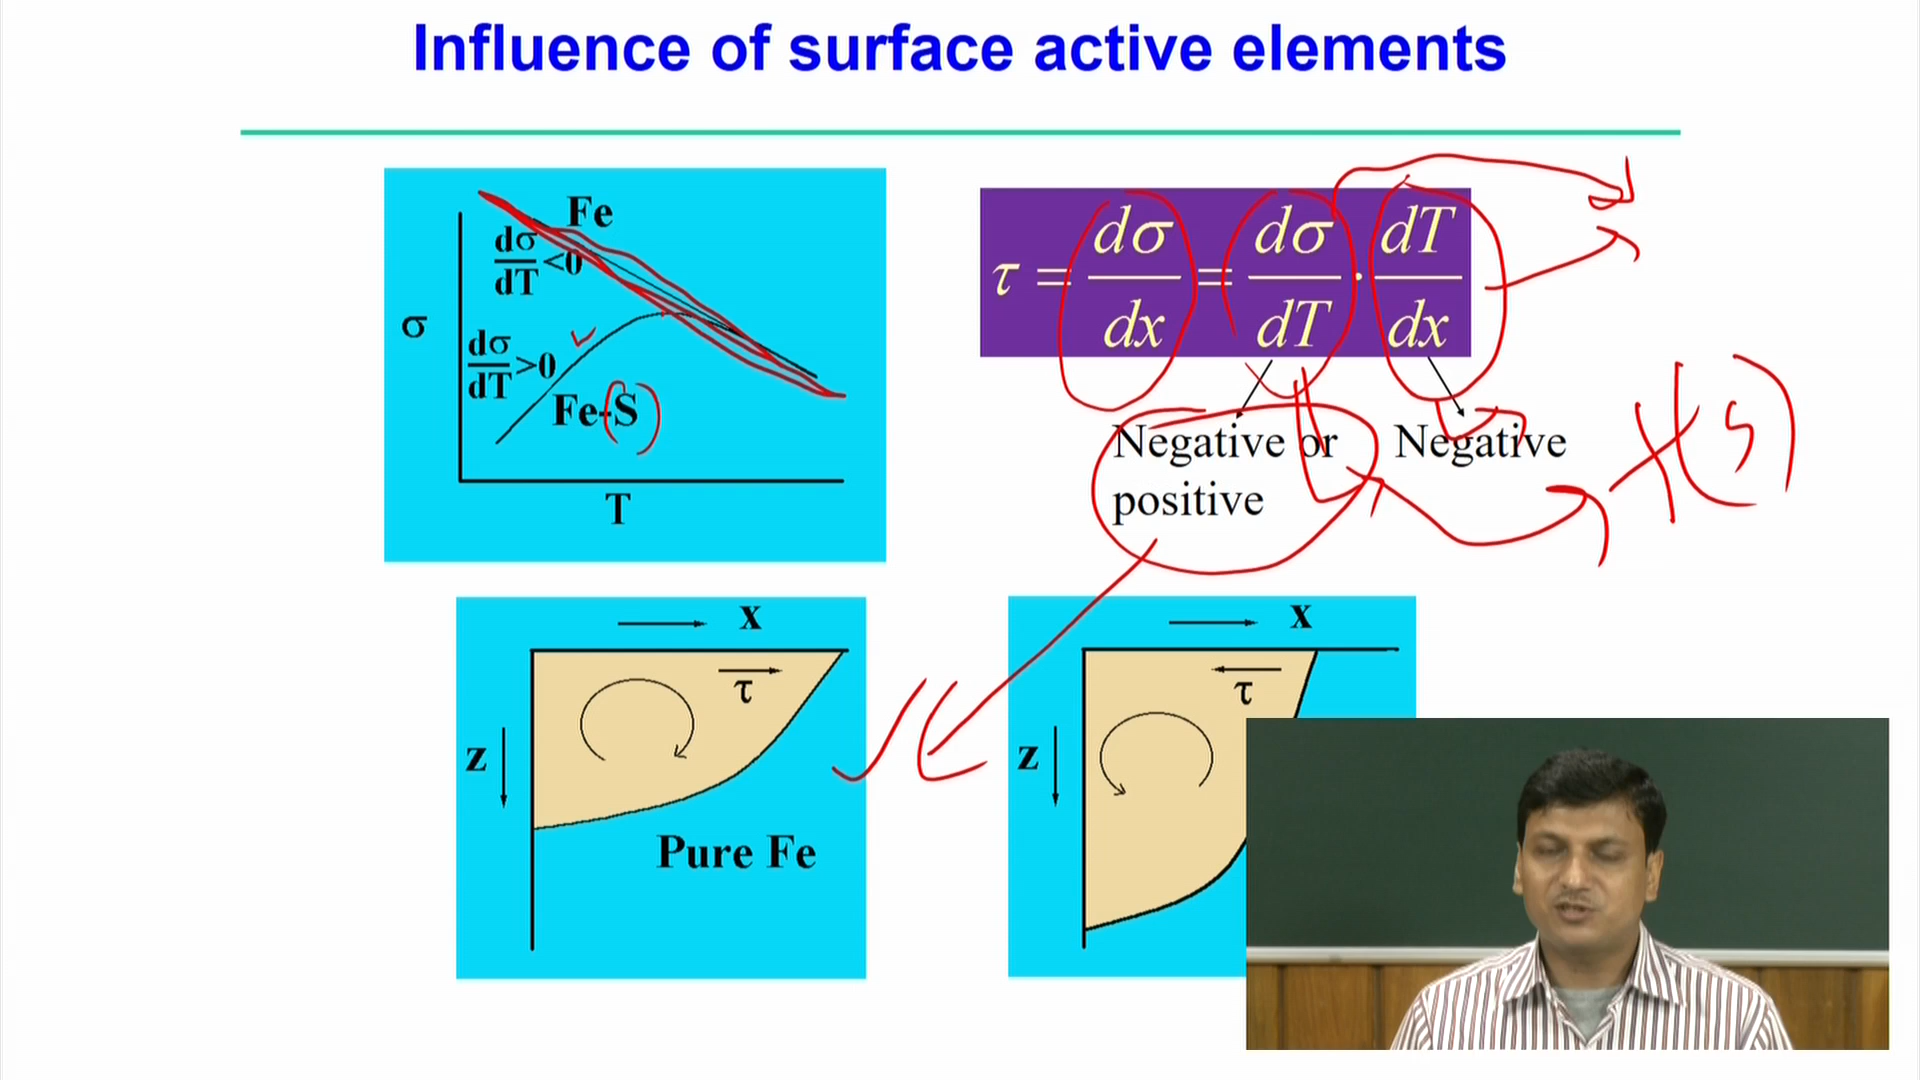 Influence of surface active elements
Fe
dσ/dT <0
σ
dσ/dT >0
Fe-S
T
τ = dσ/dx = dσ/dT · dT/dx
Negative or positive
Negative
f(S)
x
τ
z
Pure Fe
x
τ
z